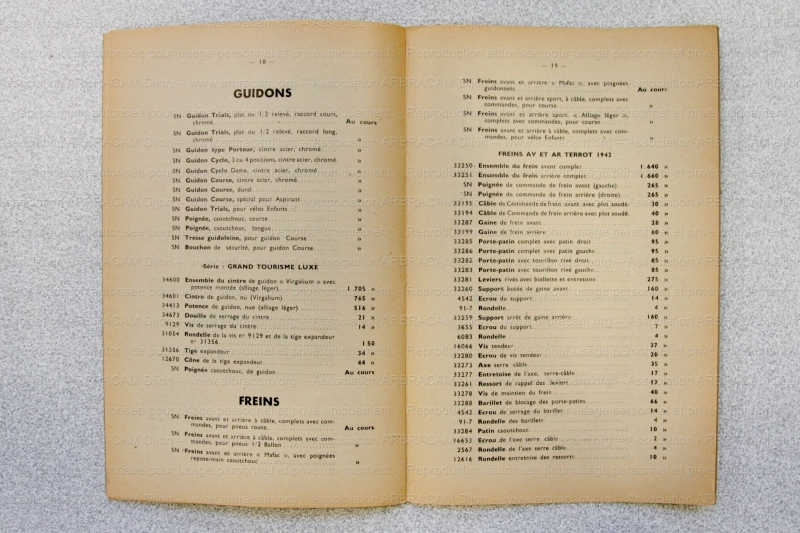 — 18 —
GUIDONS
SN Guidon Trials, plat ou 1/2 relevé, raccord court,
chromé Au cours
SN Guidon Trials, plat ou 1/2 relevé, raccord long,
chromé »
SN Guidon type Porteur, cintre acier, chromé »
SN Guidon Cyclo, 3 ou 4 positions, cintre acier, chromé. »
SN Guidon Cyclo Dame, cintre acier, chromé »
SN Guidon Course, cintre acier, chromé »
SN Guidon Course, dural »
SN Guidon Course, spécial pour Aspirant »
SN Guidon Trials, pour vélos Enfants »
SN Poignée, caoutchouc, course »
SN Poignée, caoutchouc, longue »
SN Tresse guidoleine, pour guidon Course »
SN Bouchon de sécurité, pour guidon Course »
Série : GRAND TOURISME LUXE
34600 Ensemble du cintre de guidon « Virgalium » avec
potence montée (alliage léger) 1 705 »
34601 Cintre de guidon, nu (Virgalium) 765 »
34413 Potence de guidon, nue (alliage léger) 516 »
34673 Douille de serrage du cintre 21 »
9129 Vis de serrage du cintre 14 »
31054 Rondelle de la vis nº 9129 et de la tige expandeur
nº 31356 1 50
31356 Tige expandeur 34 »
12670 Cône de la tige expandeur 44 »
SN Poignée caoutchouc, de guidon Au cours
FREINS
SN Freins avant et arrière à câble, complets avec com-
mandes, pour pneus route Au cours
SN Freins avant et arrière à câble, complets avec com-
mandes, pour pneus 1/2 Ballon »
SN Freins avant et arrière « Mafac », avec poignées
repose-main caoutchouc »
— 19 —
SN Freins avant et arrière « Mafac », avec poignées
guidonnets Au cours
SN Freins avant et arrière sport, à câble, complets avec
commandes, pour course »
SN Freins avant et arrière sport, « Alliage léger »,
complets avec commandes, pour course »
SN Freins avant et arrière à câble, complets avec com-
mandes, pour vélos Enfants »
FREINS AV ET AR TERROT 1942
33250 Ensemble du frein avant complet 1 640 »
33251 Ensemble du frein arrière complet 1 660 »
SN Poignée de commande de frein avant (gauche) 265 »
SN Poignée de commande de frein arrière (droite) 265 »
33195 Câble de Commande de frein avant avec plot soudé. 30 »
33194 Câble de Commande de frein arrière avec plot soudé. 40 »
33287 Gaine de frein avant 28 »
33199 Gaine de frein arrière 60 »
33285 Porte-patin complet avec patin droit 95 »
33286 Porte-patin complet avec patin gauche 95 »
33282 Porte-patin avec tourillon rivé droit 85 »
33283 Porte-patin avec tourillon rivé gauche 85 »
33281 Leviers rivés avec biellette et entretoise 275 »
33260 Support butée de gaine avant 160 »
4542 Ecrou du support 14 »
91-7 Rondelle 4 »
33259 Support arrêt de gaine arrière 160 »
3655 Ecrou du support 7 »
6083 Rondelle 4 »
16066 Vis tendeur 37 »
33280 Ecrou de vis tendeur 20 »
33273 Axe serre câble 35 »
33277 Entretoise de l'axe, serre-câble 17 »
33261 Ressort de rappel des leviers 17 »
33278 Vis de maintien du frein 40 »
33288 Barillet de blocage des porte-patins 66 »
4542 Ecrou de serrage du barillet 14 »
91-7 Rondelle des barillets 4 »
33284 Patin caoutchouc 10 »
16653 Ecrou de l'axe serre câble 2 »
2567 Rondelle de l'axe serre câble 4 »
12616 Rondelle entretoise des ressorts 10 »